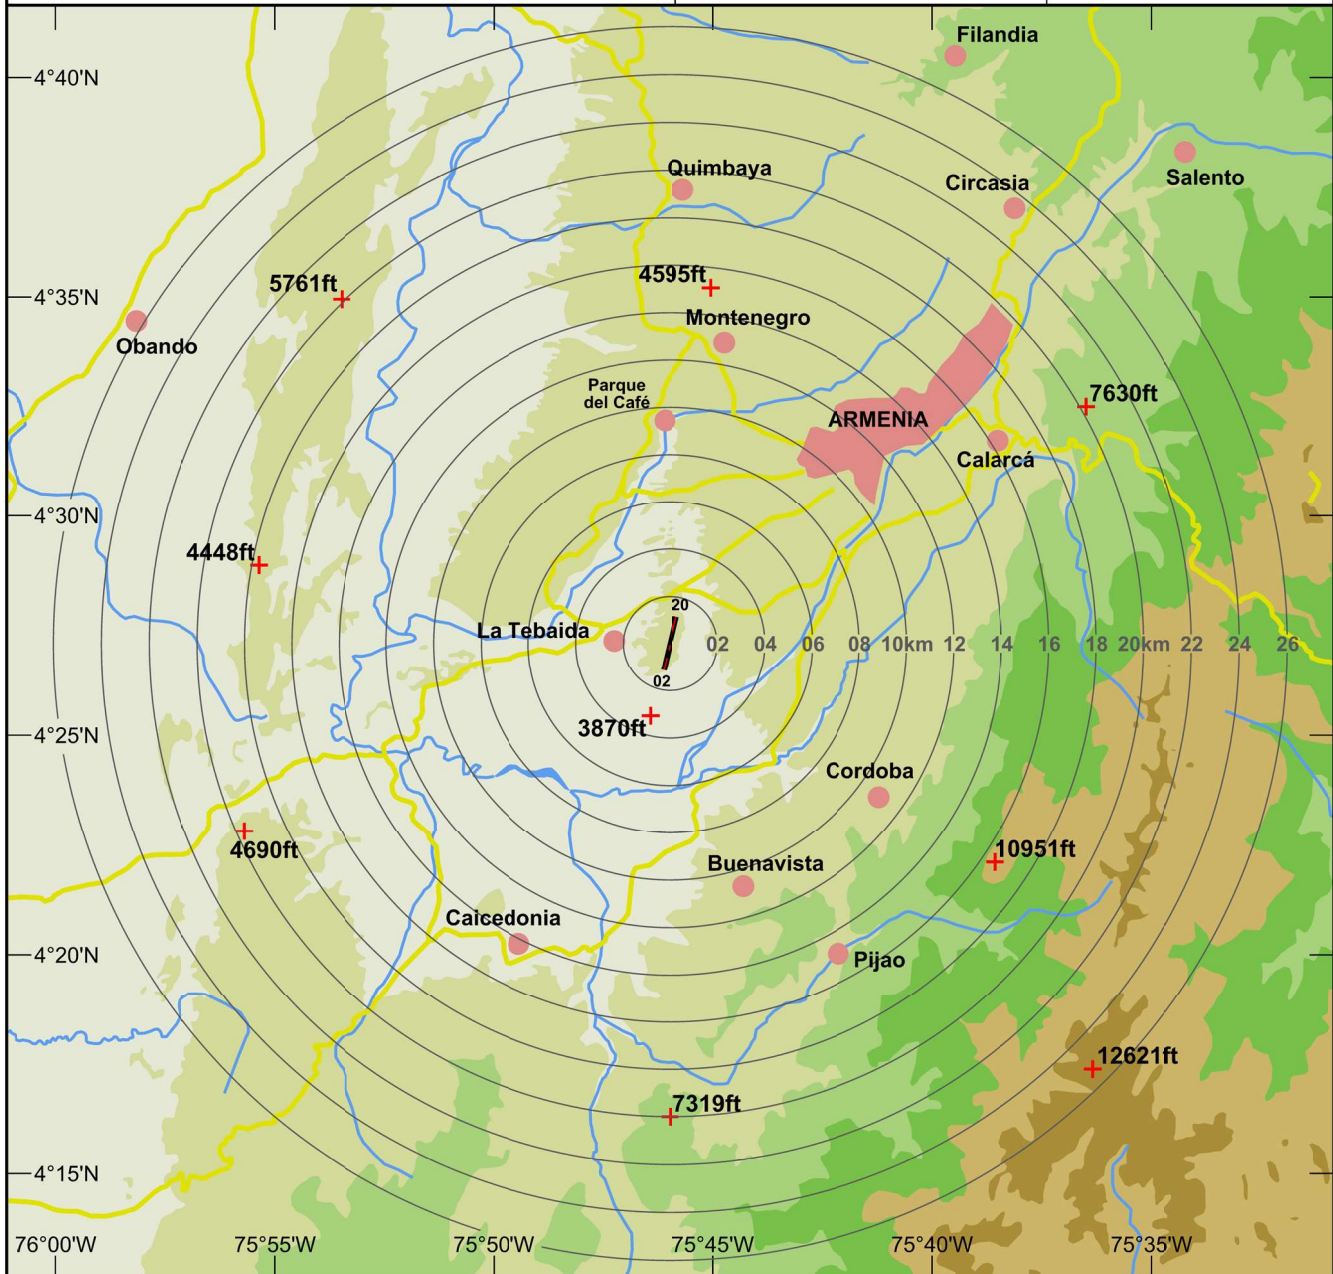 Filandia
4°40'N
Quimbaya
Circasia
Salento
5761ft
4595ft
4°35'N
Montenegro
Obando
Parque
del Café
7630ft
ARMENIA
Calarcá
4°30'N
4448ft
20
La Tebaida
02 04 06 08 10km 12 14 16 18 20km 22 24 26
02
3870ft
4°25'N
Cordoba
4690ft
10951ft
Buenavista
Caicedonia
4°20'N
Pijao
12621ft
7319ft
4°15'N
76°00'W 75°55'W 75°50'W 75°45'W 75°40'W 75°35'W